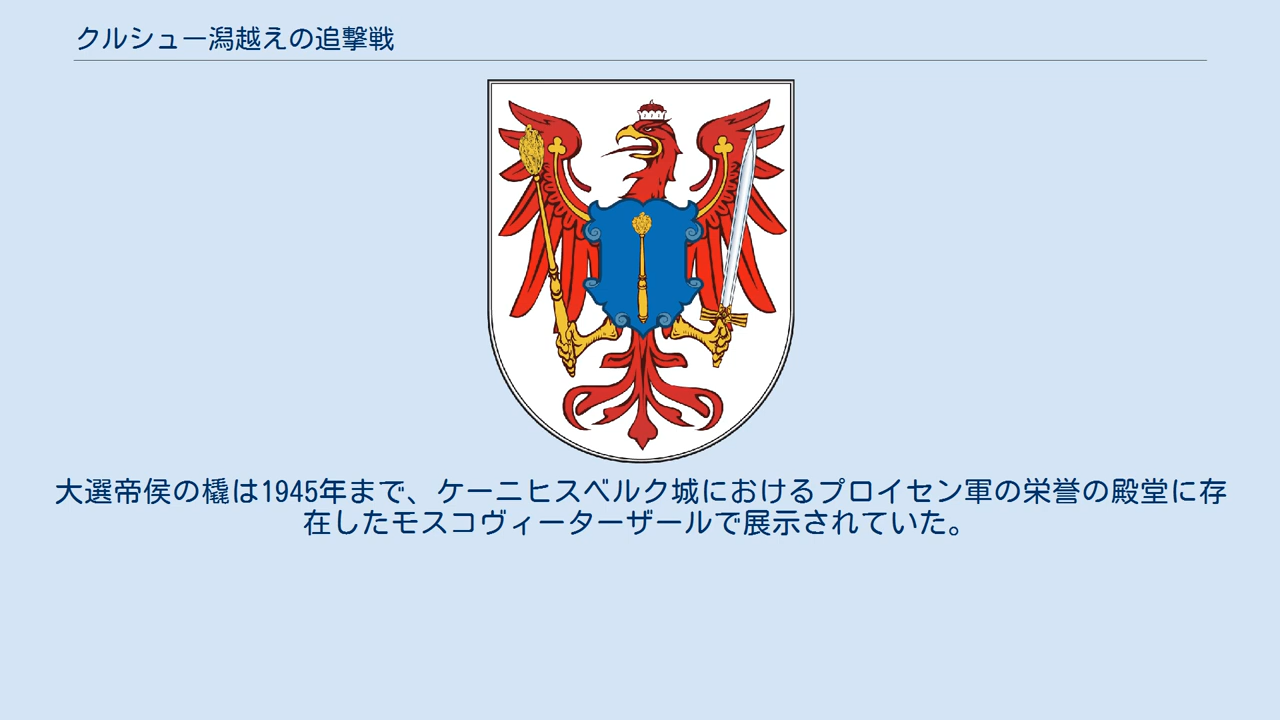 クルシュー潟越えの追撃戦
大選帝侯の橇は1945年まで、ケーニヒスベルク城におけるプロイセン軍の栄誉の殿堂に存
在したモスコヴィーターザールで展示されていた。